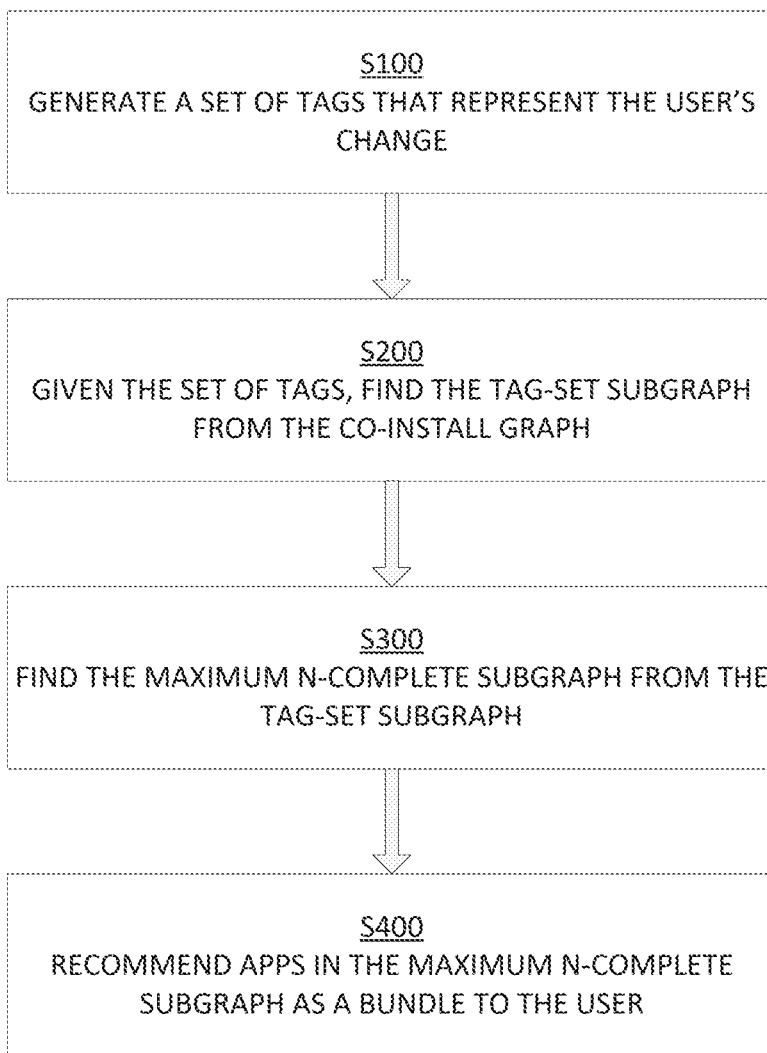 S100
GENERATE A SET OF TAGS THAT REPRESENT THE USER'S
CHANGE
S200
GIVEN THE SET OF TAGS, FIND THE TAG-SET SUBGRAPH
FROM THE CO-INSTALL GRAPH
S300
FIND THE MAXIMUM N-COMPLETE SUBGRAPH FROM THE
TAG-SET SUBGRAPH
S400
RECOMMEND APPS IN THE MAXIMUM N-COMPLETE
SUBGRAPH AS A BUNDLE TO THE USER